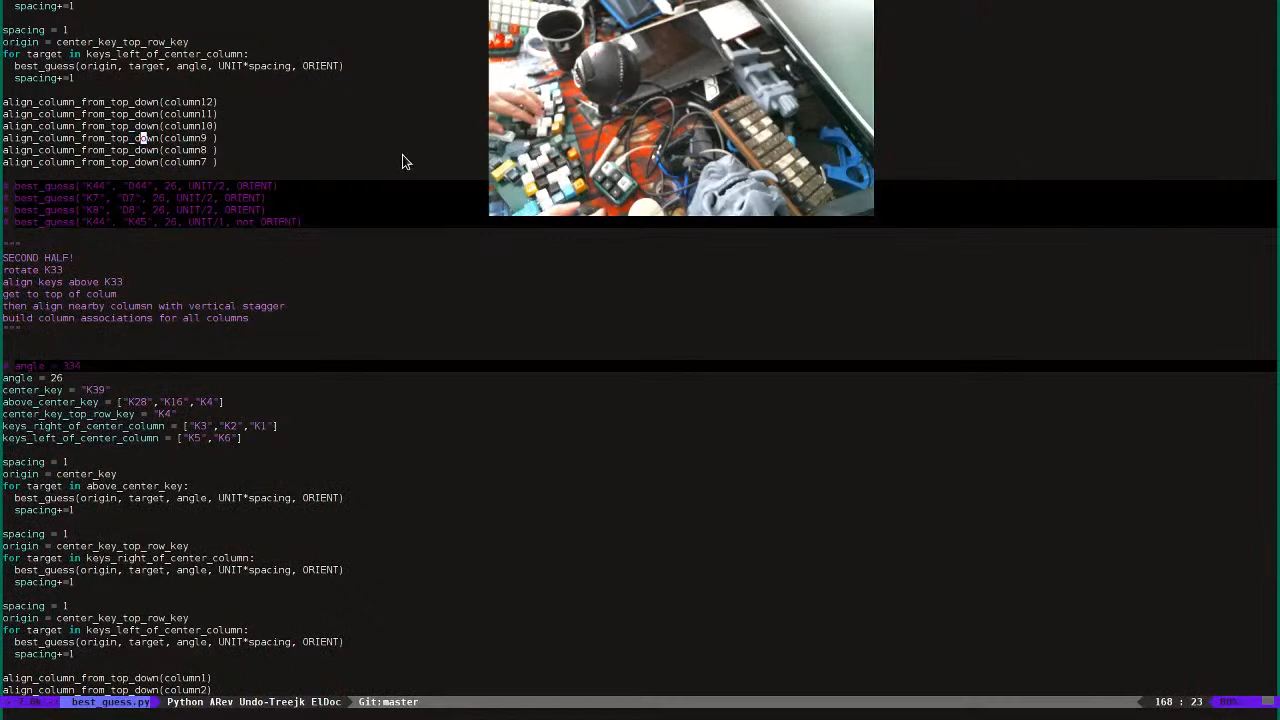 spacing+=1
spacing = 1
origin = center_key_top_row_key
for target in keys_left_of_center_column:
best_guess(origin, target, angle, UNIT*spacing, ORIENT)
spacing+=1
align_column_from_top_down(column12)
align_column_from_top_down(column11)
align_column_from_top_down(column10)
align_column_from_top_down(column9 )
align_column_from_top_down(column8 )
align_column_from_top_down(column7 )
# best_guess("K44", "D44", 26, UNIT/2, ORIENT)
# best_guess("K7", "D7", 26, UNIT/2, ORIENT)
# best_guess("K8", "D8", 26, UNIT/2, ORIENT)
# best_guess("K44", "K45", 26, UNIT/1, not ORIENT)
"""
SECOND HALF!
rotate K33
align keys above K33
get to top of colum
then align nearby columsn with vertical stagger
build column associations for all columns
"""
# angle = 334
angle = 26
center_key = "K39"
above_center_key = ["K28","K16","K4"]
center_key_top_row_key = "K4"
keys_right_of_center_column = ["K3","K2","K1"]
keys_left_of_center_column = ["K5","K6"]
spacing = 1
origin = center_key
for target in above_center_key:
best_guess(origin, target, angle, UNIT*spacing, ORIENT)
spacing+=1
spacing = 1
origin = center_key_top_row_key
for target in keys_right_of_center_column:
best_guess(origin, target, angle, UNIT*spacing, ORIENT)
spacing+=1
spacing = 1
origin = center_key_top_row_key
for target in keys_left_of_center_column:
best_guess(origin, target, angle, UNIT*spacing, ORIENT)
spacing+=1
align_column_from_top_down(column1)
align_column_from_top_down(column2)
best_guess.py Python ARev Undo-Treejk ElDoc Git:master 168 : 23 80%